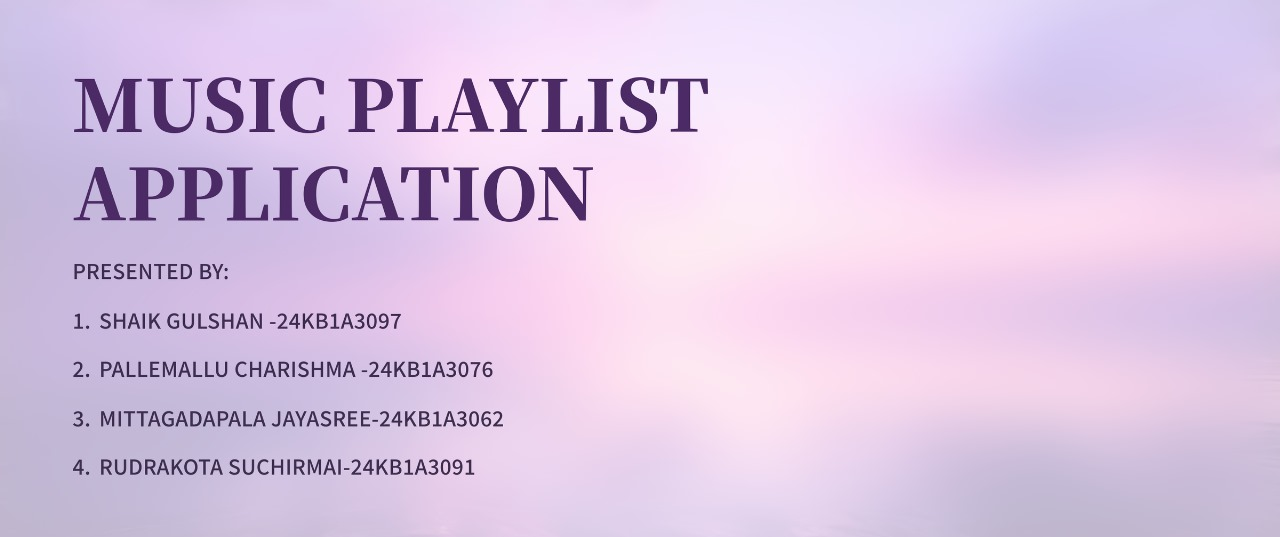 MUSIC PLAYLIST
APPLICATION
PRESENTED BY:
1. SHAIK GULSHAN -24KB1A3097
2. PALLEMALLU CHARISHMA -24KB1A3076
3. MITTAGADAPALA JAYASREE-24KB1A3062
4. RUDRAKOTA SUCHIRMAI-24KB1A3091